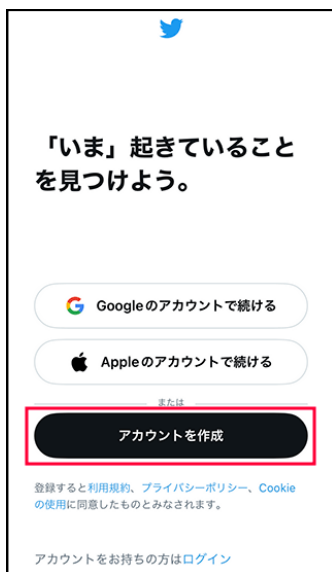 「いま」起きていること
を見つけよう。
Googleのアカウントで続ける
Appleのアカウントで続ける
または
アカウントを作成
登録すると利用規約、プライバシーポリシー、Cookie
の使用に同意したものとみなされます。
アカウントをお持ちの方はログイン